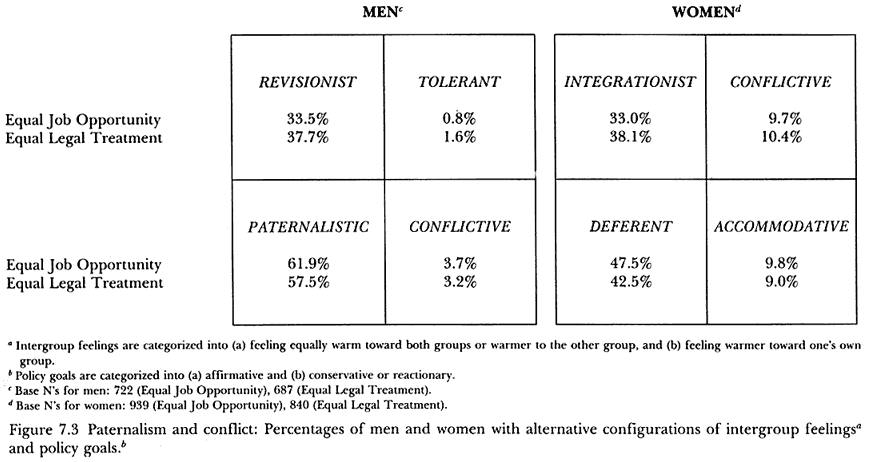 MENᶜ WOMENᵈ
REVISIONIST TOLERANT INTEGRATIONIST CONFLICTIVE
Equal Job Opportunity 33.5% 0.8% 33.0% 9.7%
Equal Legal Treatment 37.7% 1.6% 38.1% 10.4%
PATERNALISTIC CONFLICTIVE DEFERENT ACCOMMODATIVE
Equal Job Opportunity 61.9% 3.7% 47.5% 9.8%
Equal Legal Treatment 57.5% 3.2% 42.5% 9.0%
ᵃ Intergroup feelings are categorized into (a) feeling equally warm toward both groups or warmer to the other group, and (b) feeling warmer toward one's own
group.
ᵇ Policy goals are categorized into (a) affirmative and (b) conservative or reactionary.
ᶜ Base N's for men: 722 (Equal Job Opportunity), 687 (Equal Legal Treatment).
ᵈ Base N's for women: 939 (Equal Job Opportunity), 840 (Equal Legal Treatment).
Figure 7.3 Paternalism and conflict: Percentages of men and women with alternative configurations of intergroup feelingsᵃ
and policy goals.ᵇ